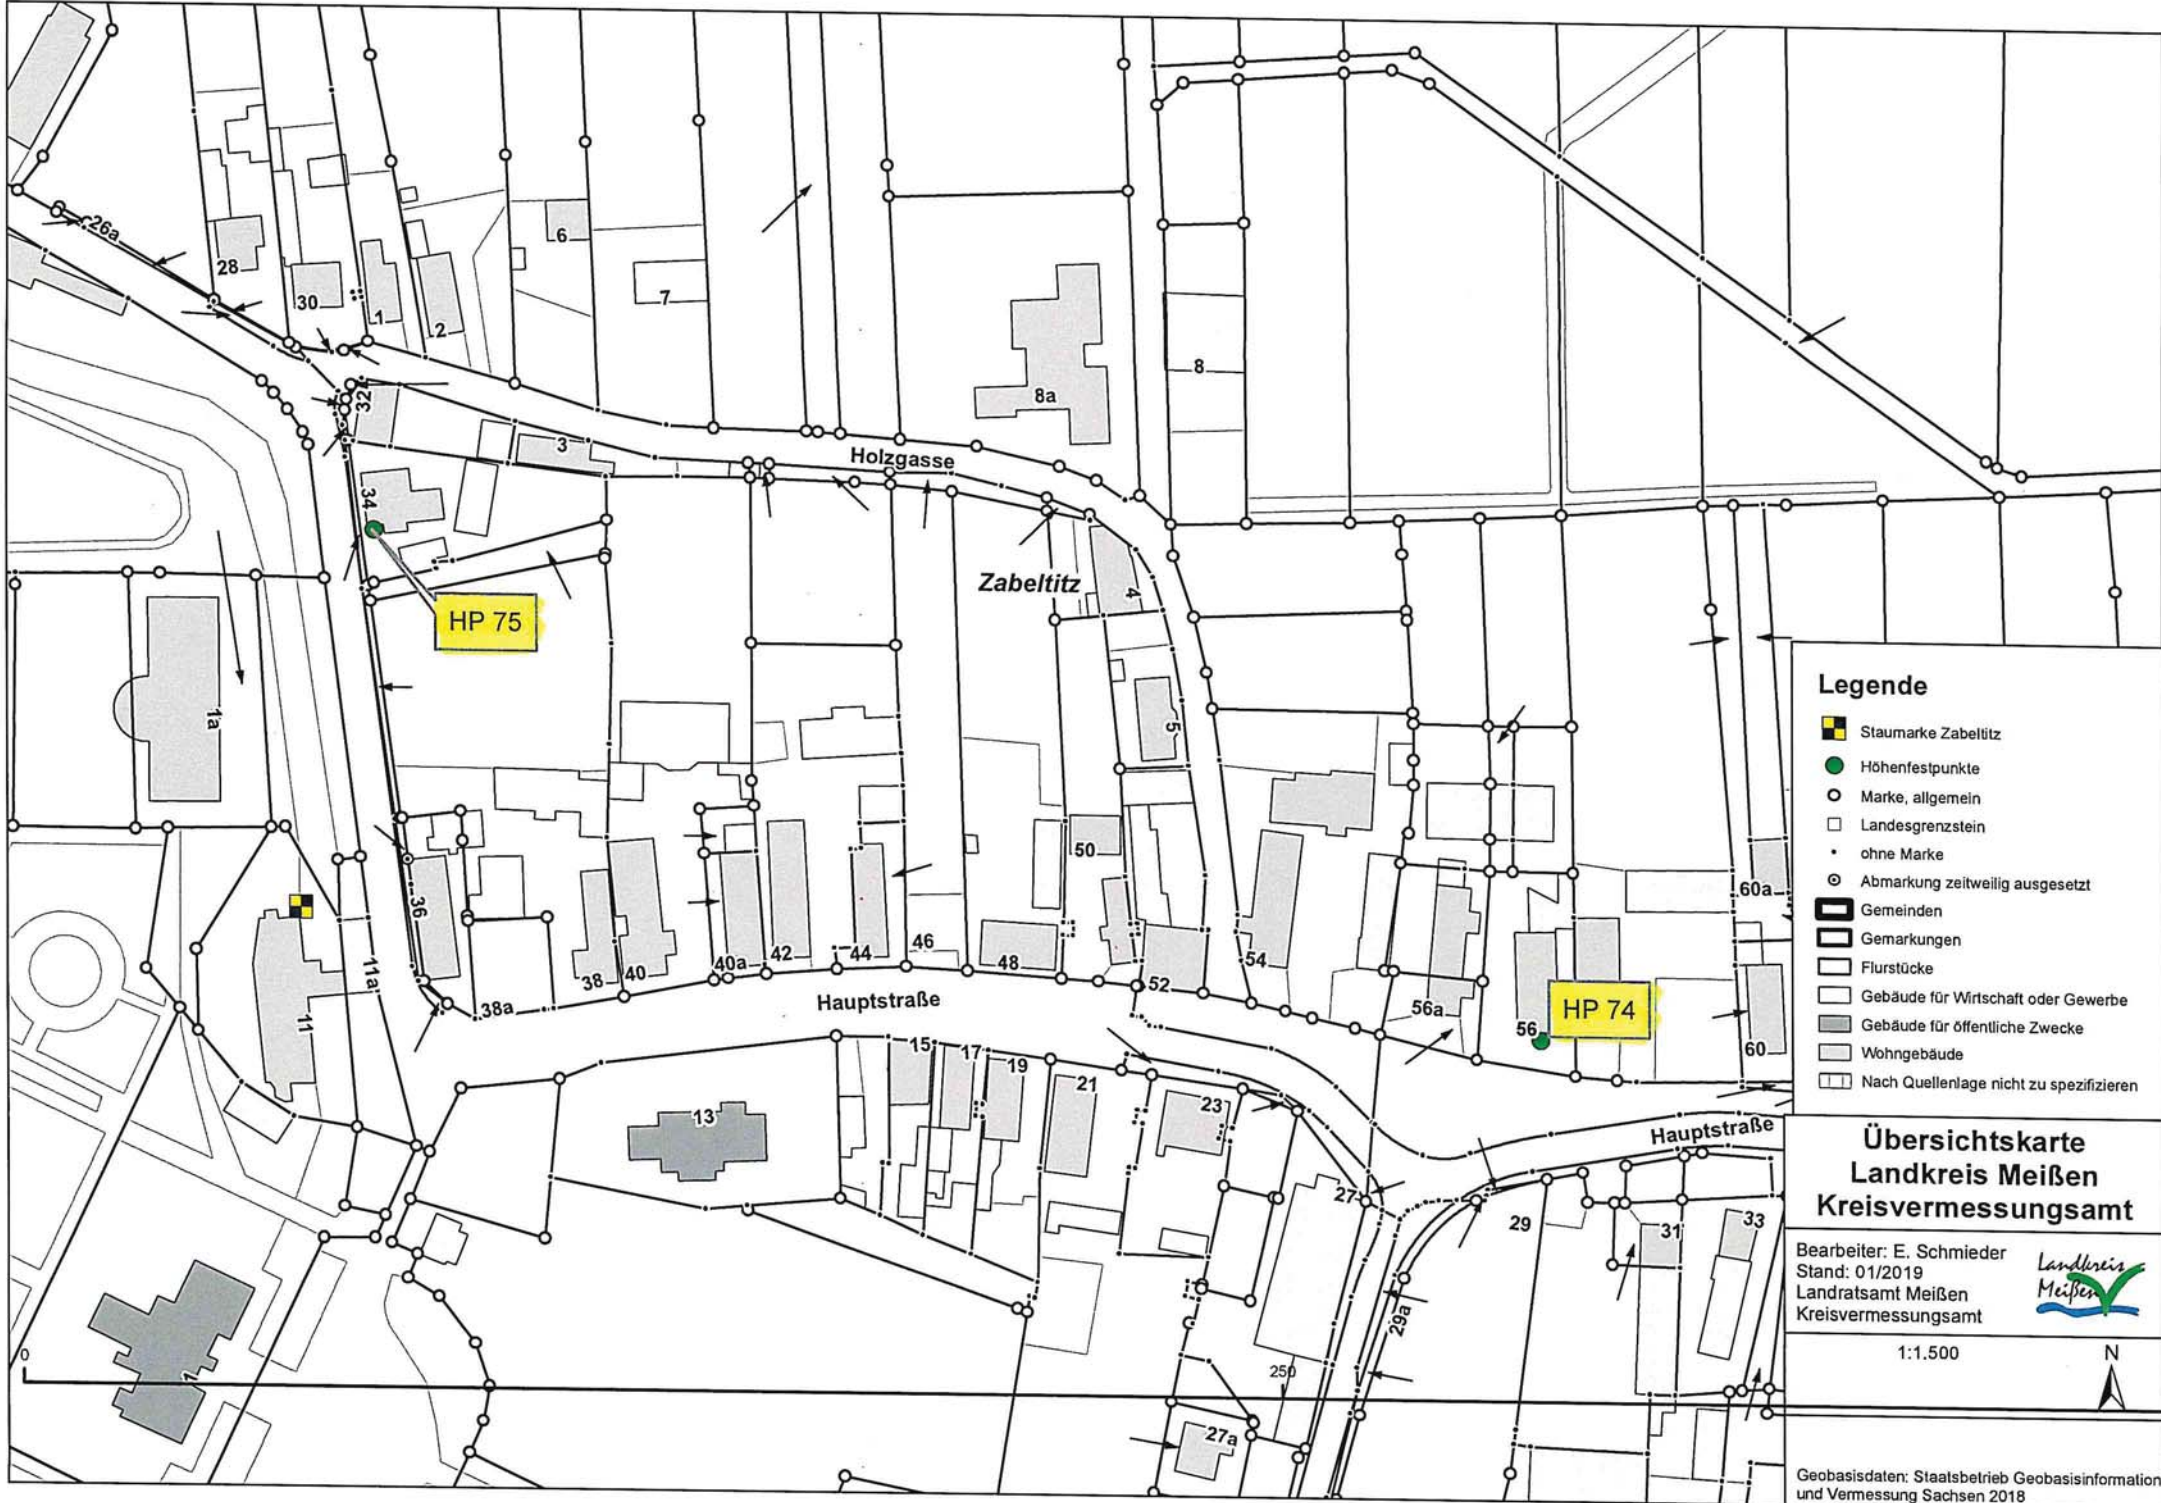 26a
28
30
1
2
6
7
8a
8
32
3
Holzgasse
34
Zabeltitz
4
HP 75
5
1a
50
36
60a
11a
38
40
40a
42
44
46
48
52
54
56a
56
HP 74
60
11
38a
Hauptstraße
15
17
19
21
23
13
Hauptstraße
27
29
31
33
29a
1
0
250
27a
Legende
Staumarke Zabeltitz
Höhenfestpunkte
Marke, allgemein
Landesgrenzstein
ohne Marke
Abmarkung zeitweilig ausgesetzt
Gemeinden
Gemarkungen
Flurstücke
Gebäude für Wirtschaft oder Gewerbe
Gebäude für öffentliche Zwecke
Wohngebäude
Nach Quellenlage nicht zu spezifizieren
Übersichtskarte
Landkreis Meißen
Kreisvermessungsamt
Bearbeiter: E. Schmieder
Stand: 01/2019
Landratsamt Meißen
Kreisvermessungsamt
Landkreis
Meißen
1:1.500
N
Geobasisdaten: Staatsbetrieb Geobasisinformation
und Vermessung Sachsen 2018